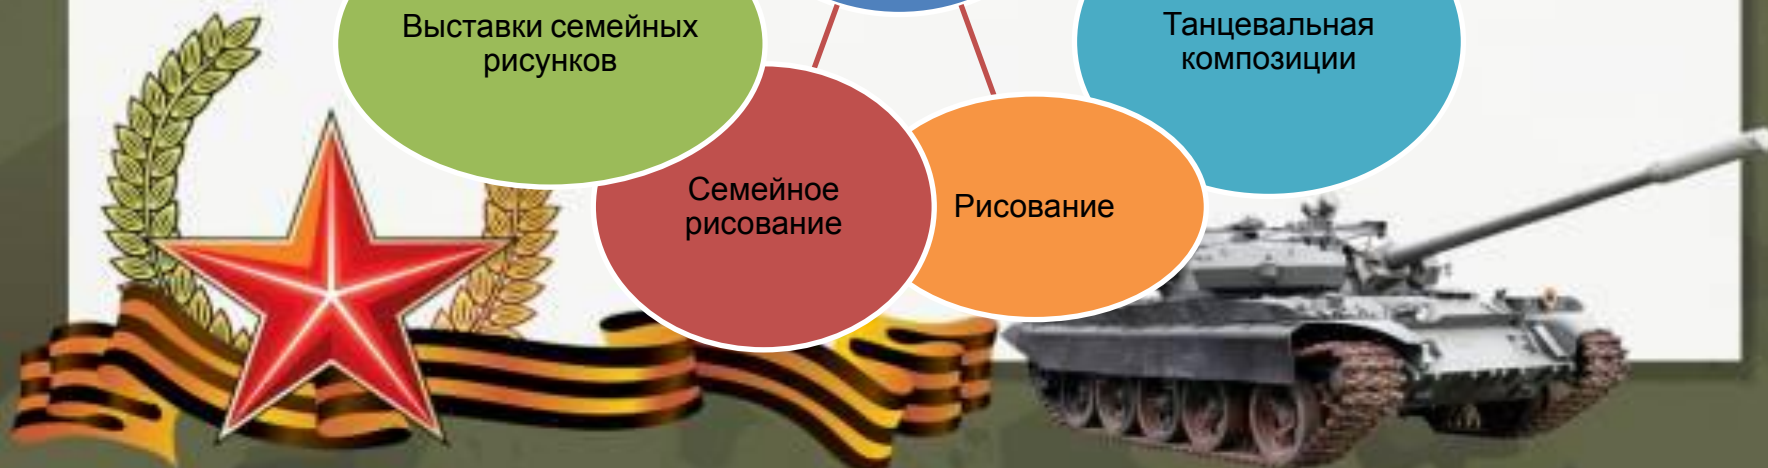 Выставки семейных
рисунков
Танцевальная
композиции
Семейное
рисование
Рисование